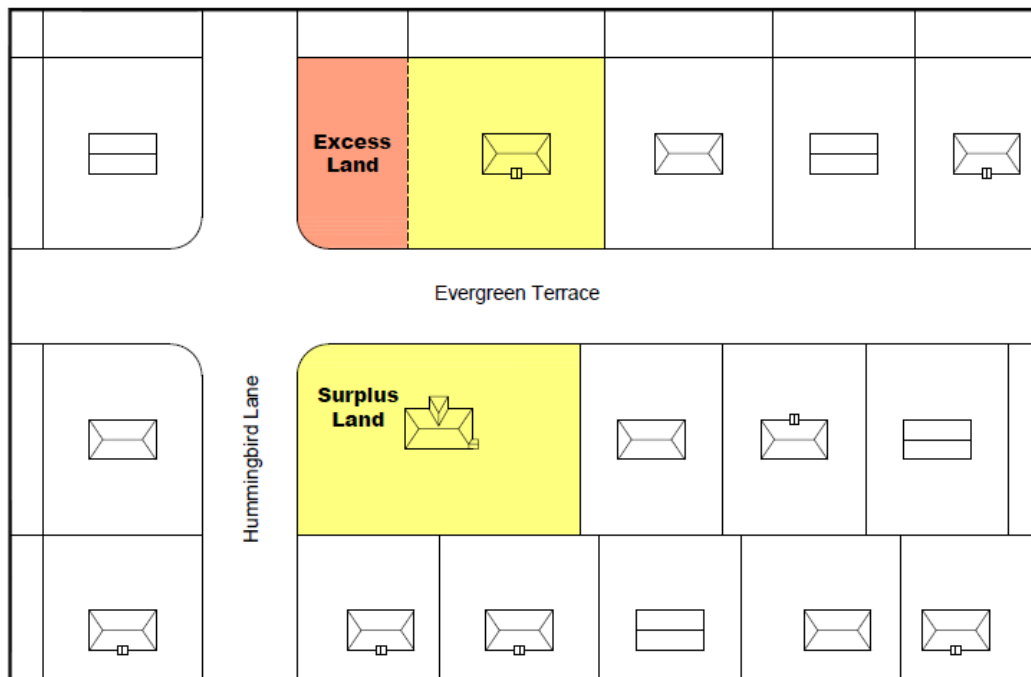 Excess
Land
Evergreen Terrace
Surplus
Land
Hummingbird Lane